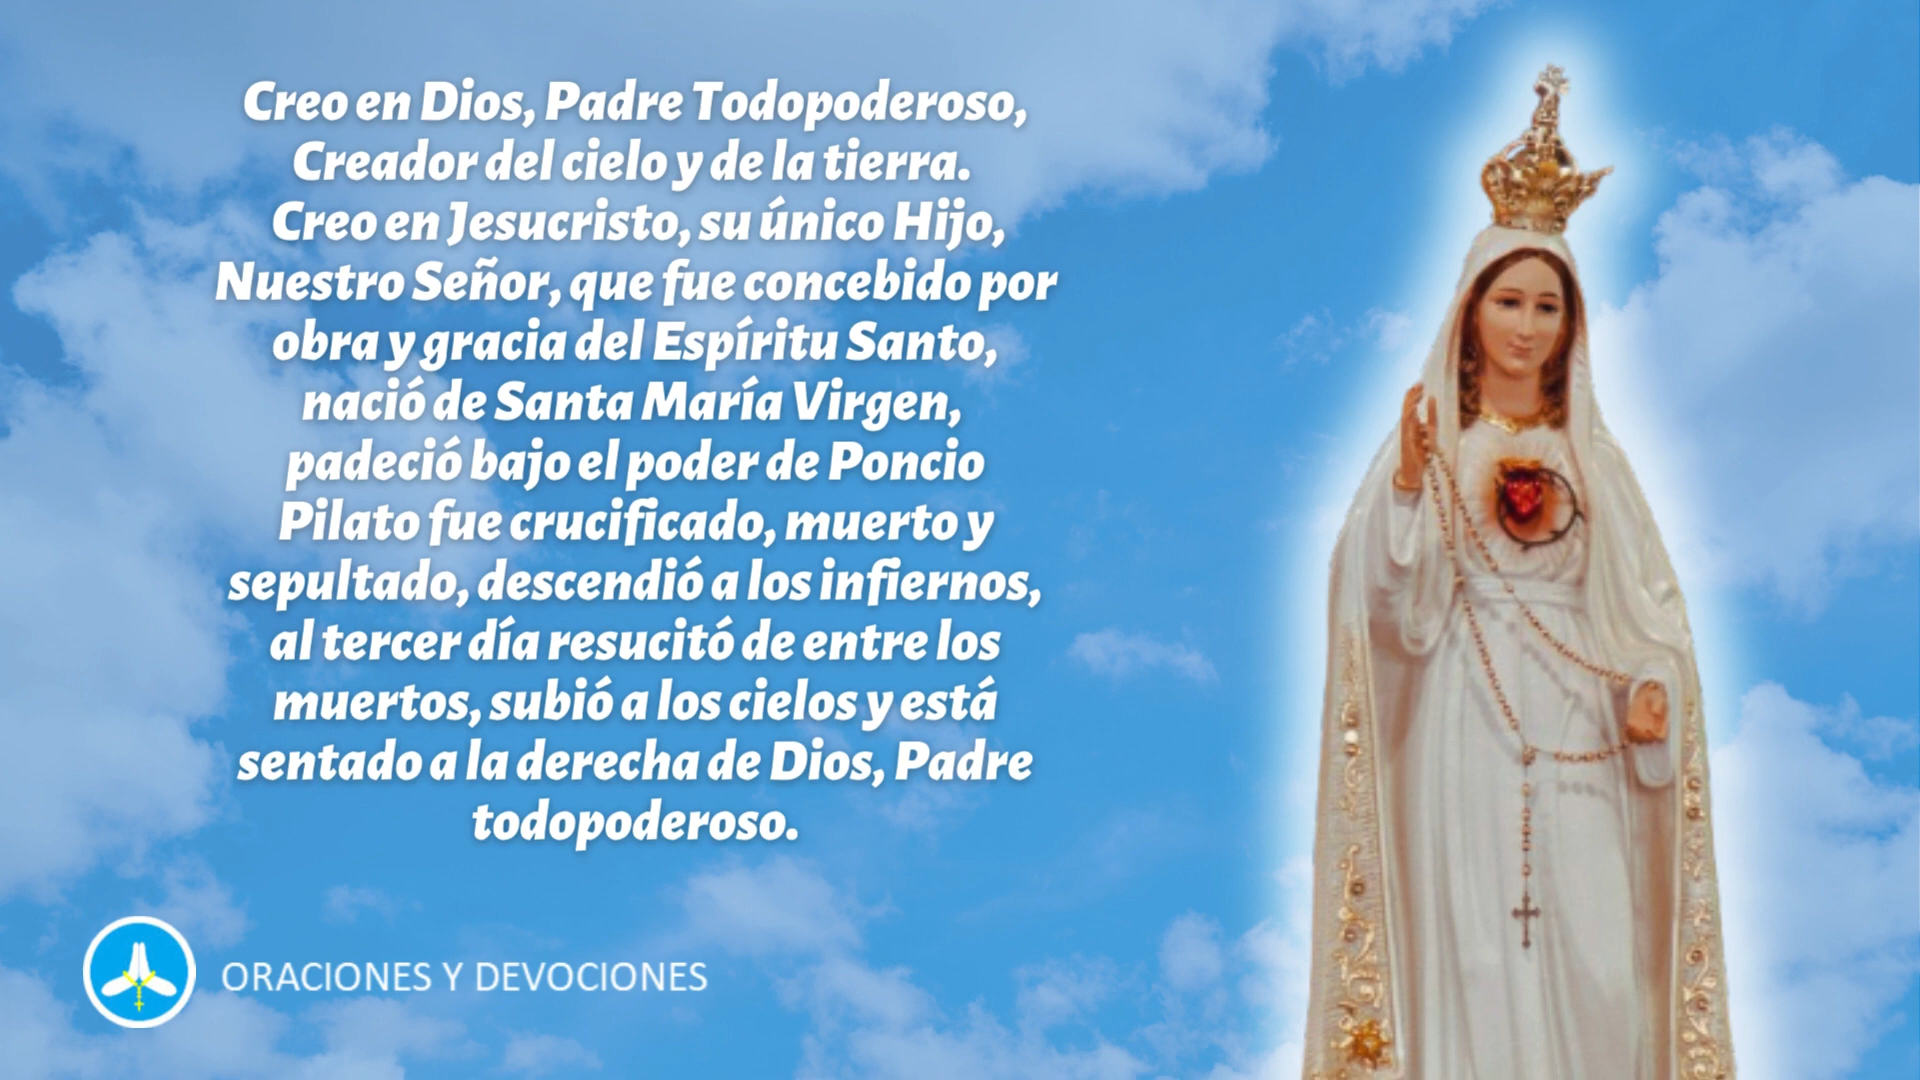 Creo en Dios, Padre Todopoderoso,
Creador del cielo y de la tierra.
Creo en Jesucristo, su único Hijo,
Nuestro Señor, que fue concebido por
obra y gracia del Espíritu Santo,
nació de Santa María Virgen,
padeció bajo el poder de Poncio
Pilato fue crucificado, muerto y
sepultado, descendió a los infiernos,
al tercer día resucitó de entre los
muertos, subió a los cielos y está
sentado a la derecha de Dios, Padre
todopoderoso.
ORACIONES Y DEVOCIONES